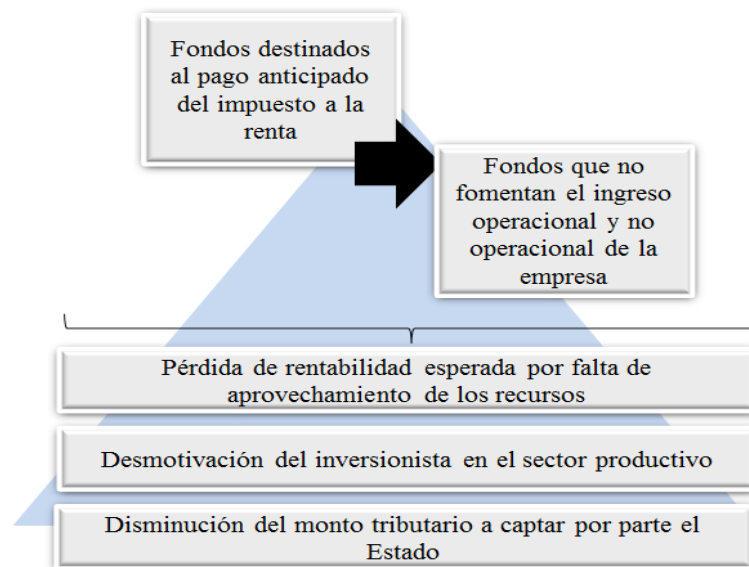 Fondos destinados
al pago anticipado
del impuesto a la
renta
Fondos que no
fomentan el ingreso
operacional y no
operacional de la
empresa
Pérdida de rentabilidad esperada por falta de
aprovechamiento de los recursos
Desmotivación del inversionista en el sector productivo
Disminución del monto tributario a captar por parte el
Estado